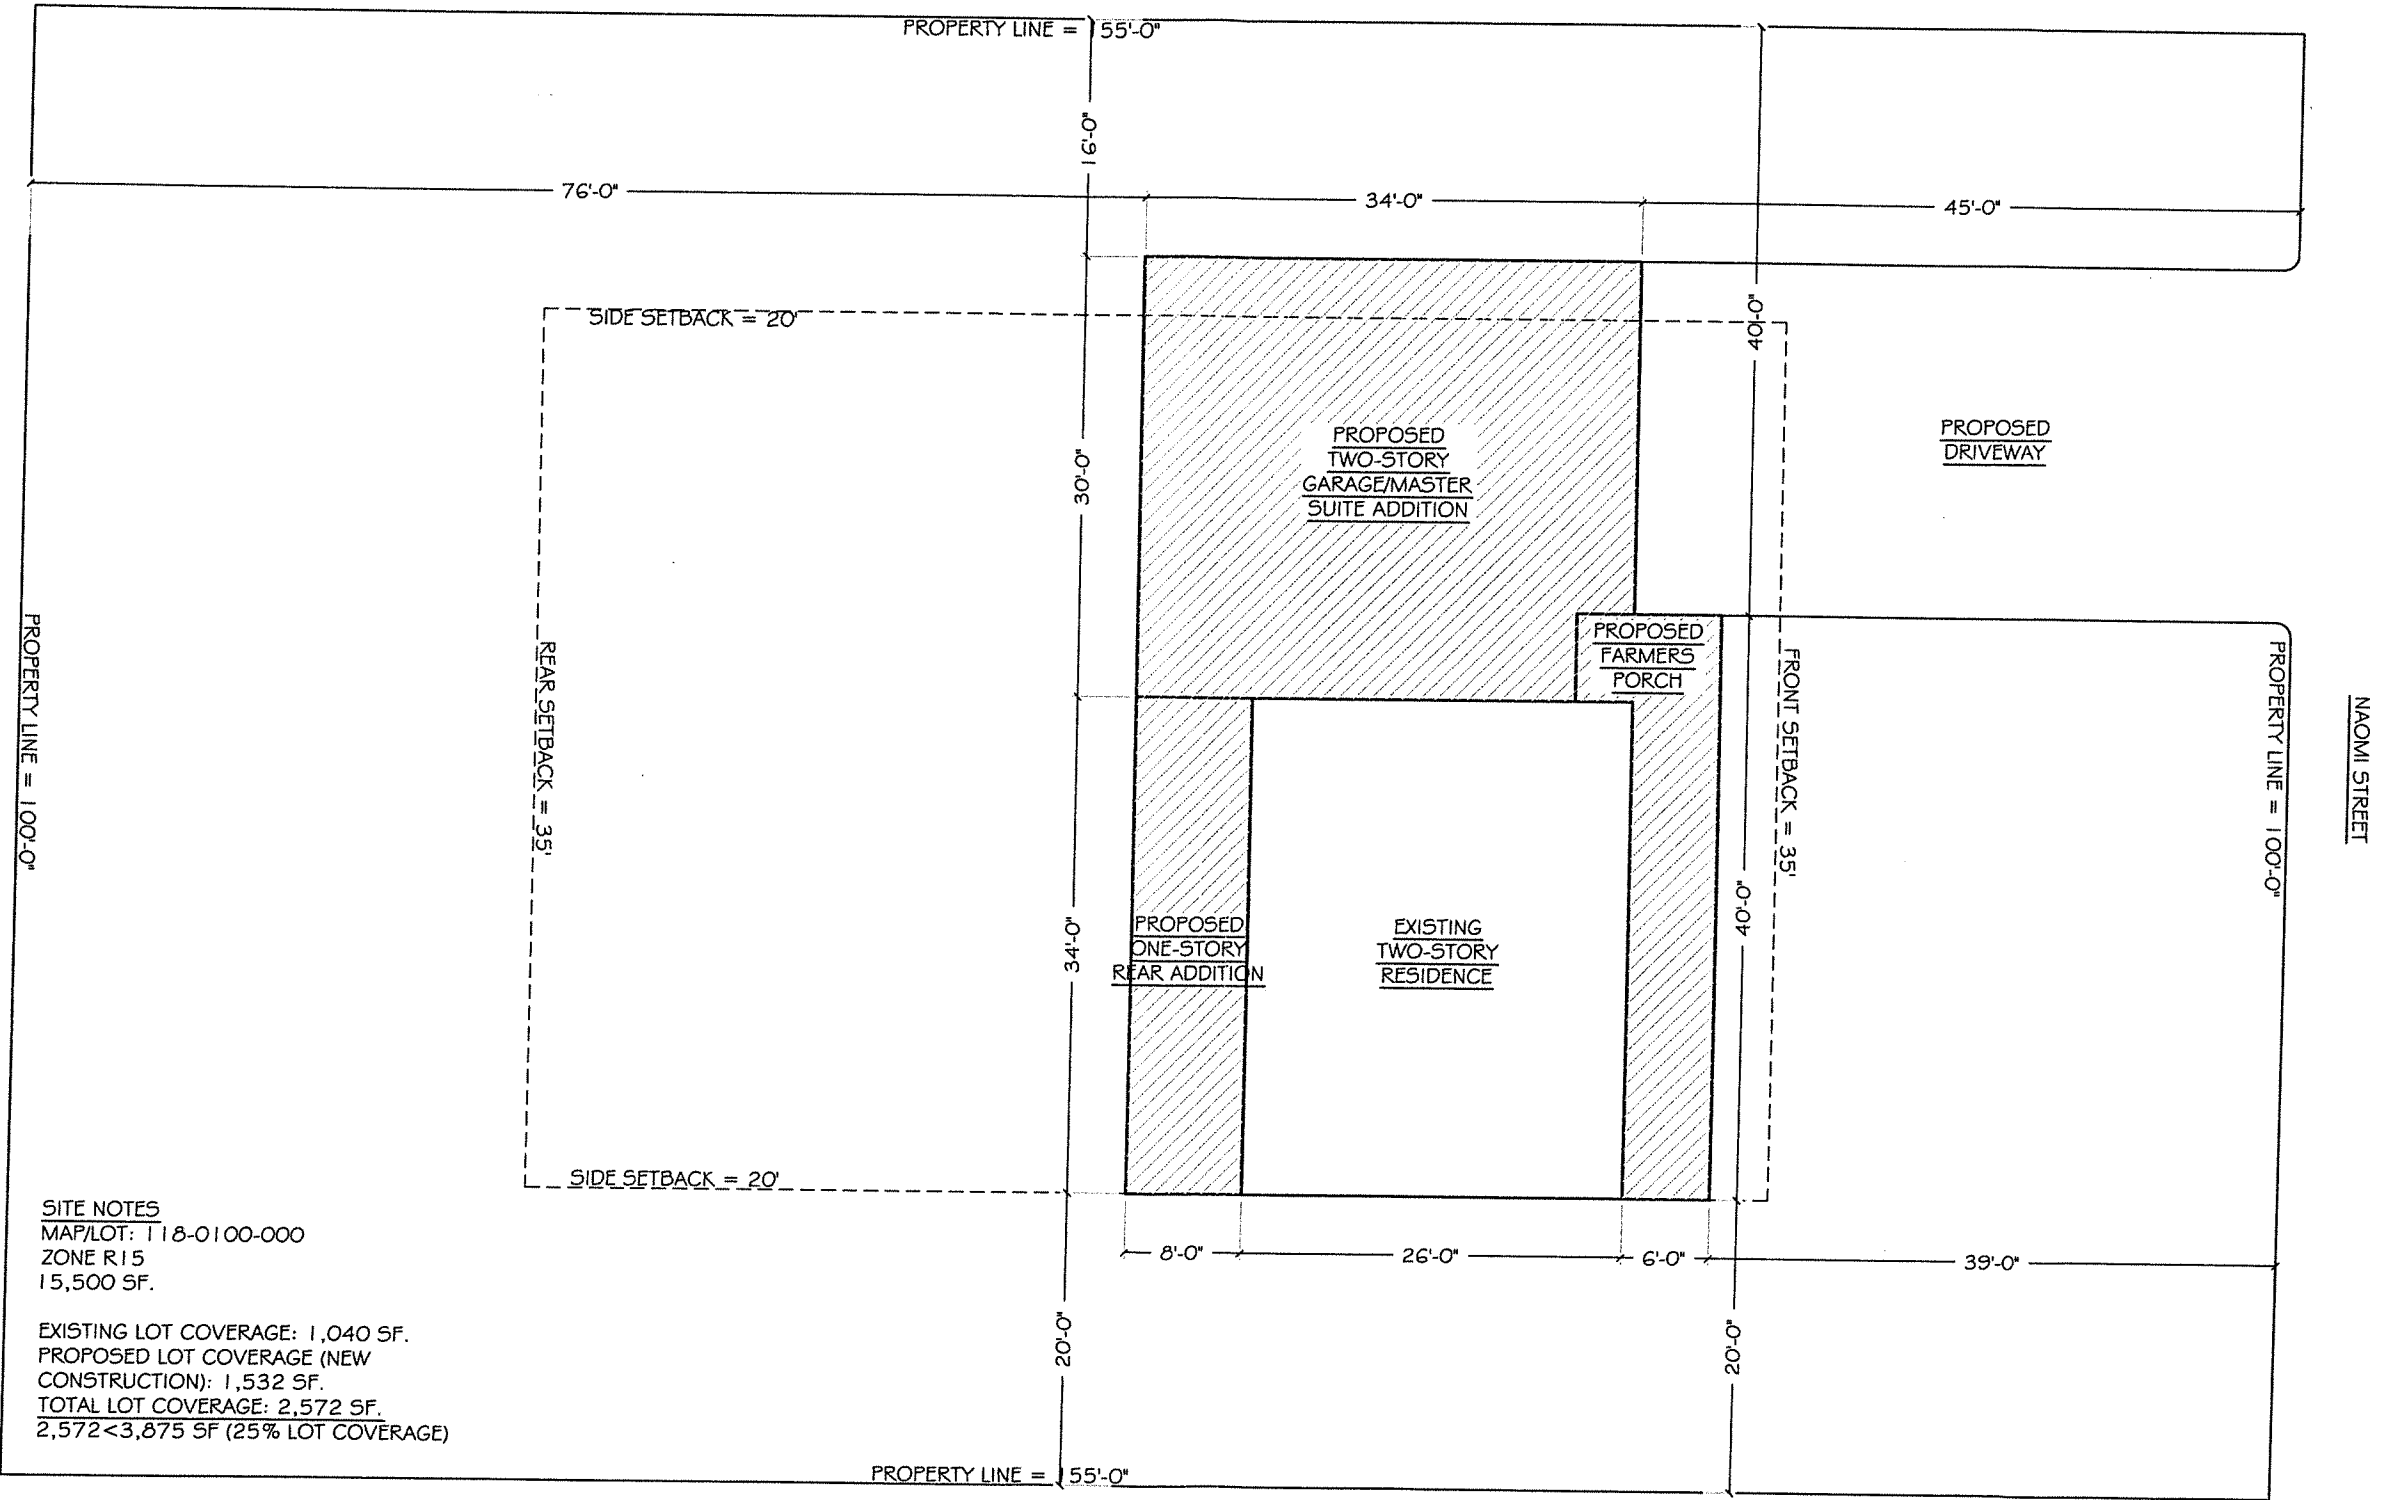 PROPERTY LINE = 155'-0"
16'-0"
76'-0"
34'-0"
45'-0"
SIDE SETBACK = 20'
40'-0"
PROPOSED
TWO-STORY
GARAGE/MASTER
SUITE ADDITION
PROPOSED
DRIVEWAY
30'-0"
PROPOSED
FARMERS
PORCH
PROPERTY LINE = 100'-0"
REAR SETBACK = 35'
FRONT SETBACK = 35'
PROPERTY LINE = 100'-0"
NAOMI STREET
34'-0"
PROPOSED
ONE-STORY
REAR ADDITION
EXISTING
TWO-STORY
RESIDENCE
40'-0"
SIDE SETBACK = 20'
8'-0"
26'-0"
6'-0"
39'-0"
20'-0"
20'-0"
SITE NOTES
MAP/LOT: 118-0100-000
ZONE R15
15,500 SF.
EXISTING LOT COVERAGE: 1,040 SF.
PROPOSED LOT COVERAGE (NEW
CONSTRUCTION): 1,532 SF.
TOTAL LOT COVERAGE: 2,572 SF.
2,572<3,875 SF (25% LOT COVERAGE)
PROPERTY LINE = 155'-0"